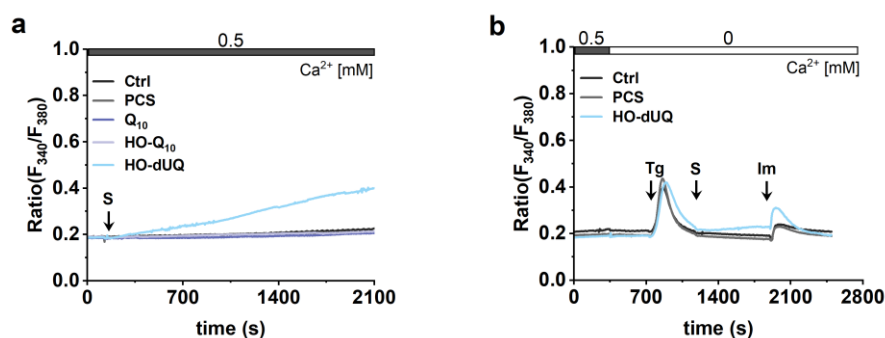 a
0.5
Ca²⁺ [mM]
1.0
0.8
0.6
0.4
0.2
0.0
Ratio(F₃₄₀/F₃₈₀)
Ctrl
PCS
Q₁₀
HO-Q₁₀
HO-dUQ
S
0 700 1400 2100
time (s)
b
0.5 0
Ca²⁺ [mM]
1.0
0.8
0.6
0.4
0.2
0.0
Ratio(F₃₄₀/F₃₈₀)
Ctrl
PCS
HO-dUQ
Tg S Im
0 700 1400 2100 2800
time (s)